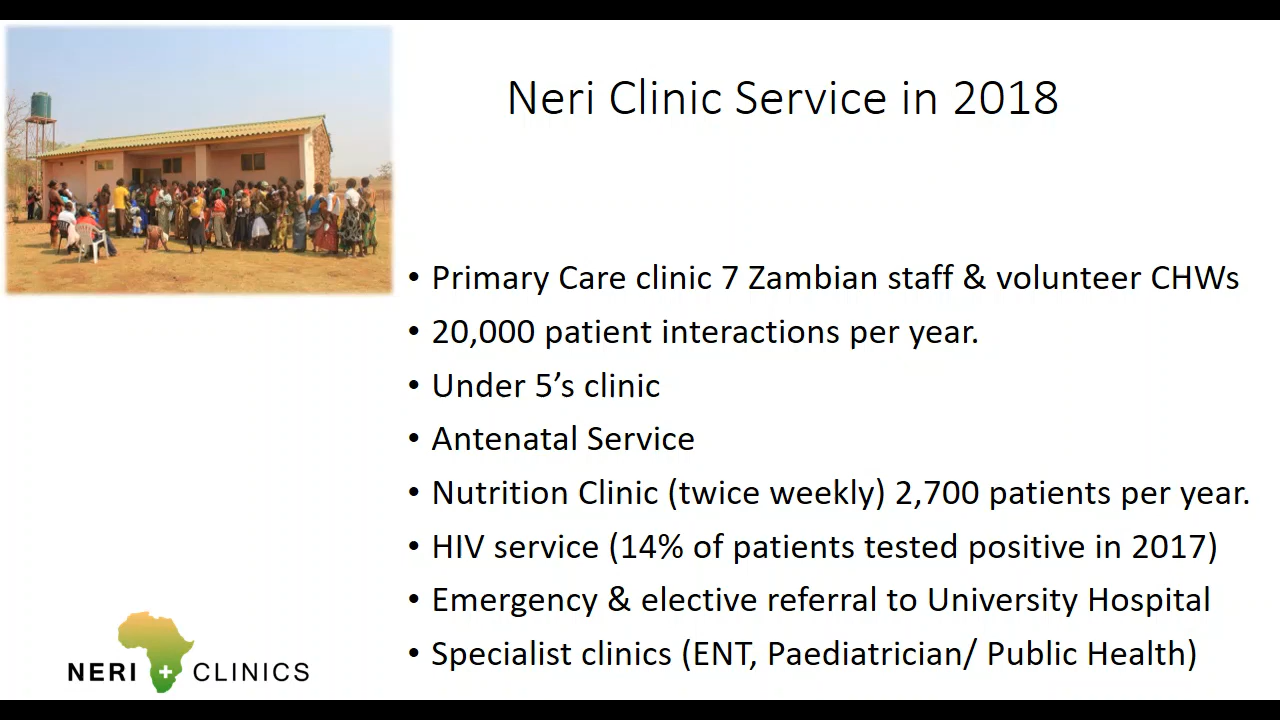 Neri Clinic Service in 2018
• Primary Care clinic 7 Zambian staff & volunteer CHWs
• 20,000 patient interactions per year.
• Under 5’s clinic
• Antenatal Service
• Nutrition Clinic (twice weekly) 2,700 patients per year.
• HIV service (14% of patients tested positive in 2017)
• Emergency & elective referral to University Hospital
• Specialist clinics (ENT, Paediatrician/ Public Health)
NERI + CLINICS